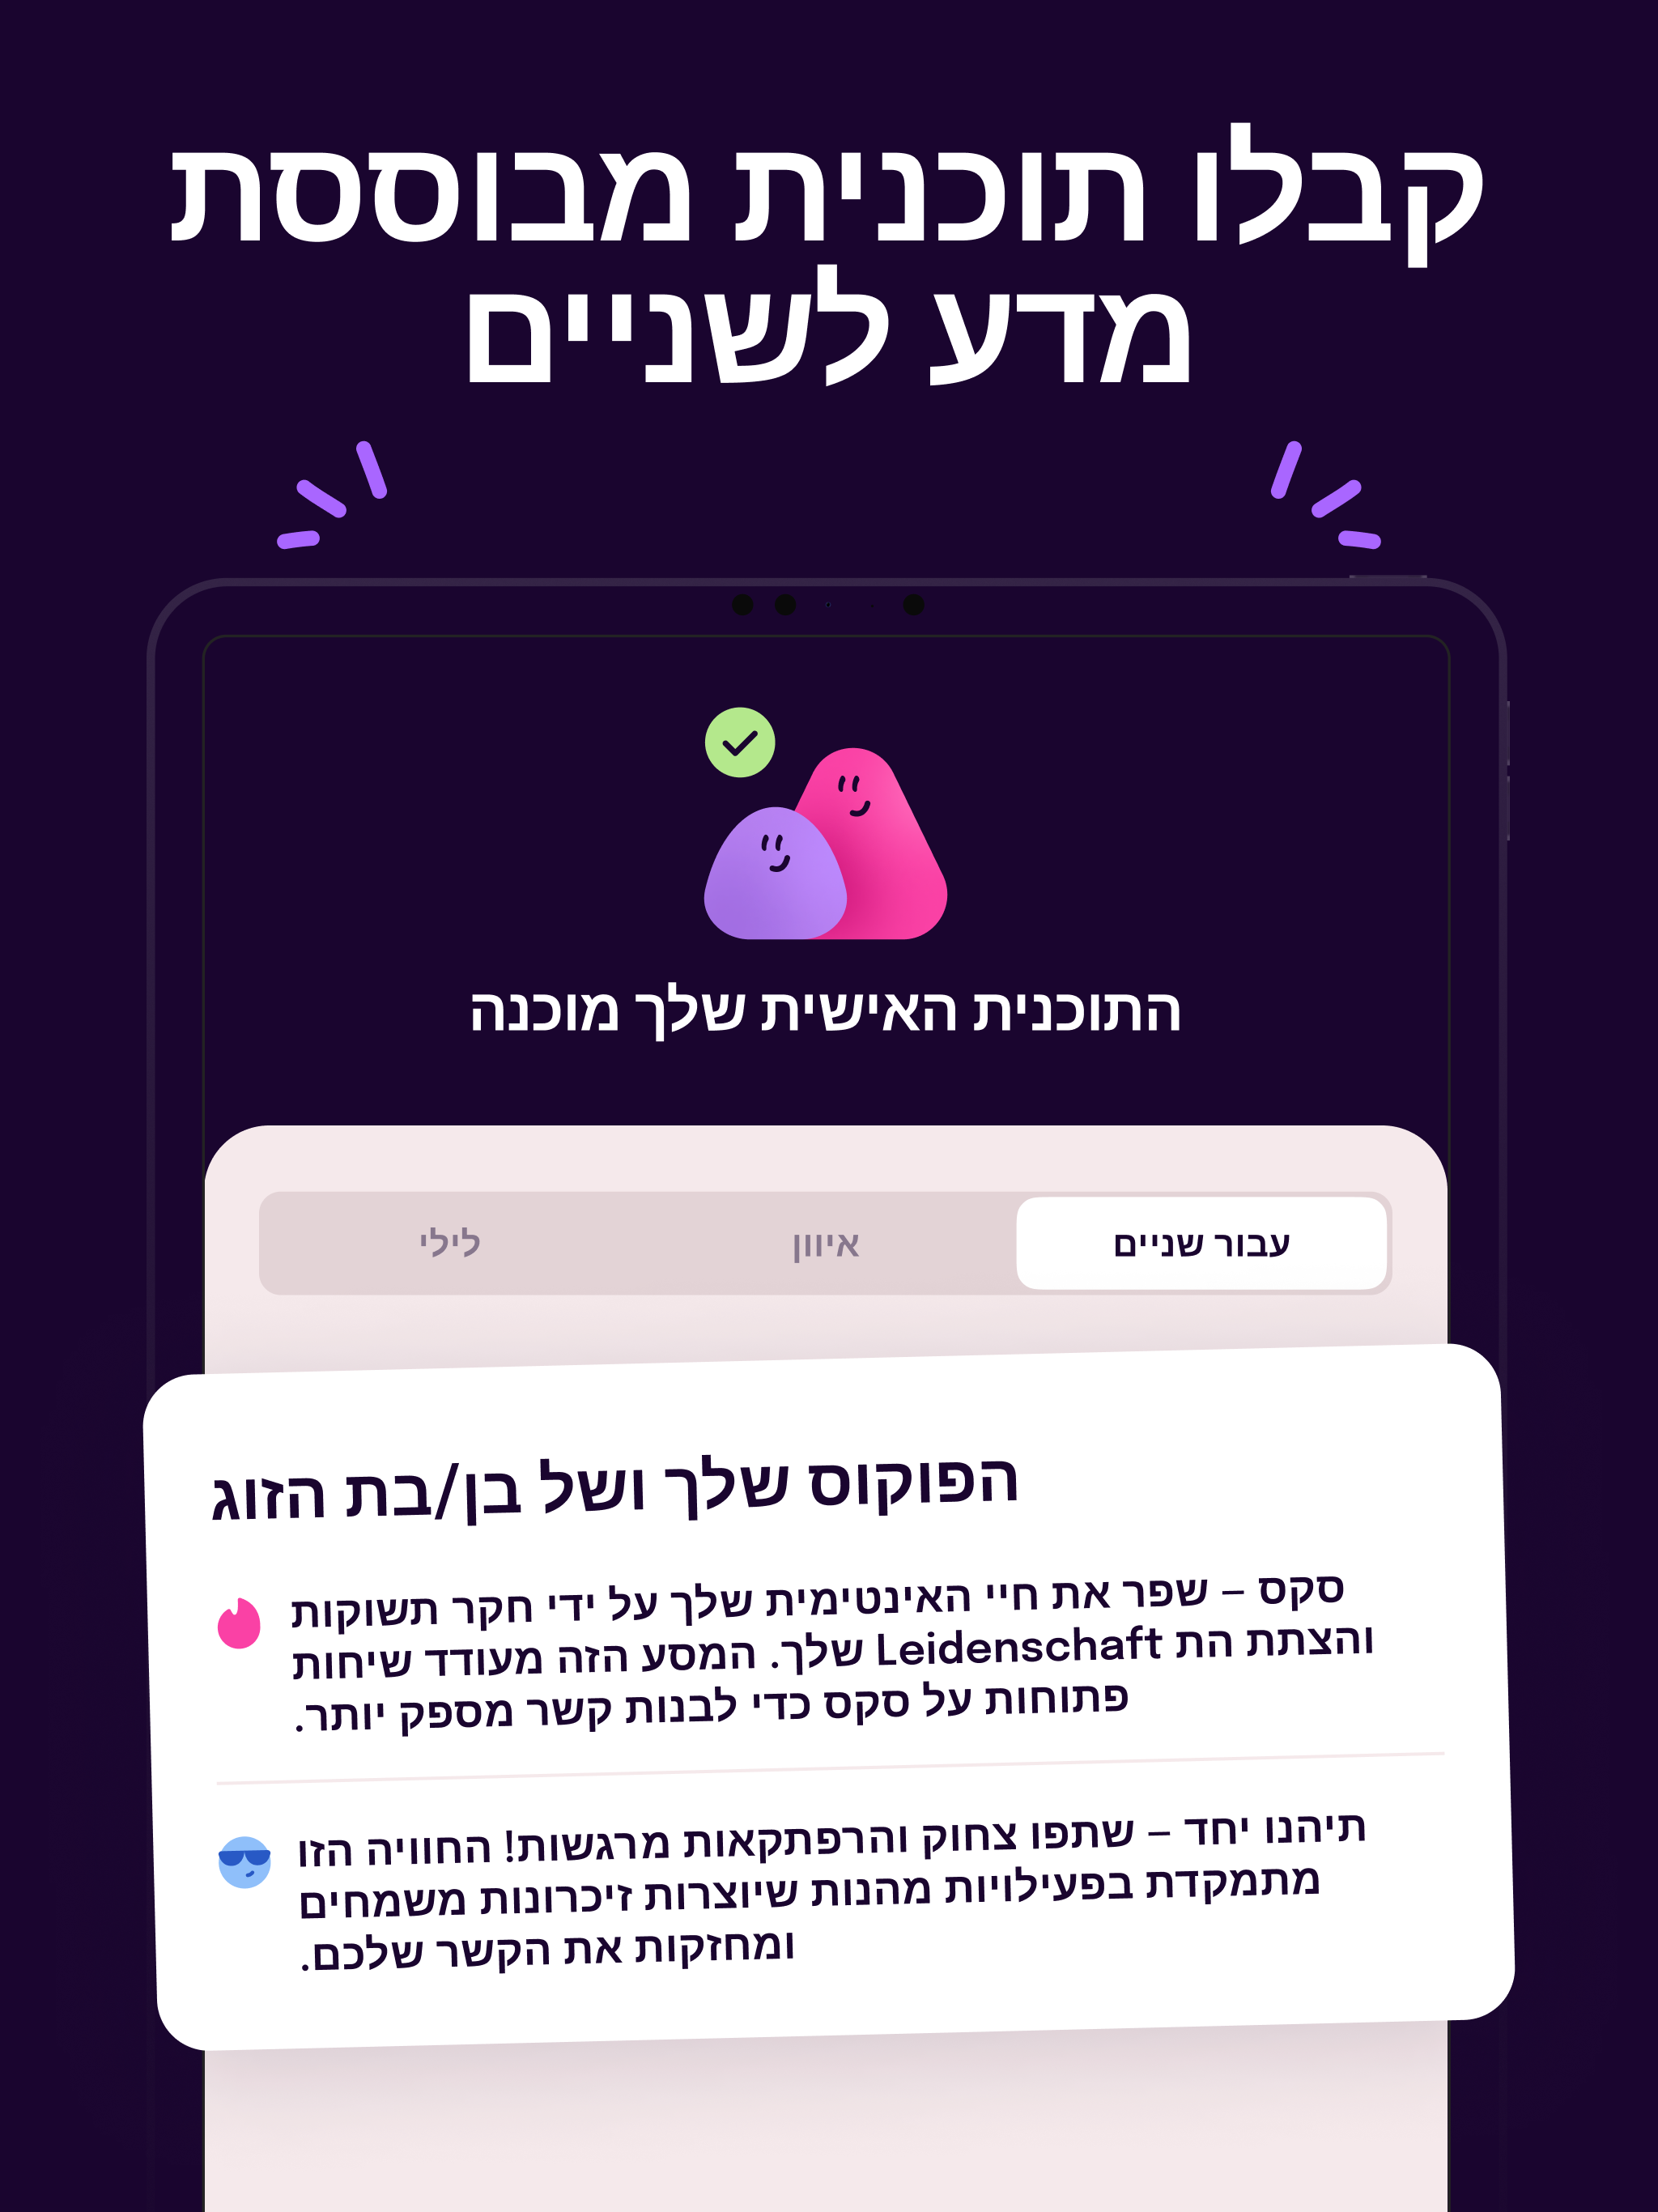 קבלו תוכנית מבוססת
מדע לשניים
התוכנית האישית שלך מוכנה
עבור שניים
איוון
לילי
הפוקוס שלך ושל בן/בת הזוג
סקס – שפר את חיי האינטימית שלך על ידי חקר תשוקות
והצתת הת Leidenschaft שלך. המסע הזה מעודד שיחות
פתוחות על סקס כדי לבנות קשר מספק יותר.
תיהנו יחד – שתפו צחוק והרפתקאות מרגשות! החוויה הזו
מתמקדת בפעילויות מהנות שיוצרות זיכרונות משמחים
ומחזקות את הקשר שלכם.